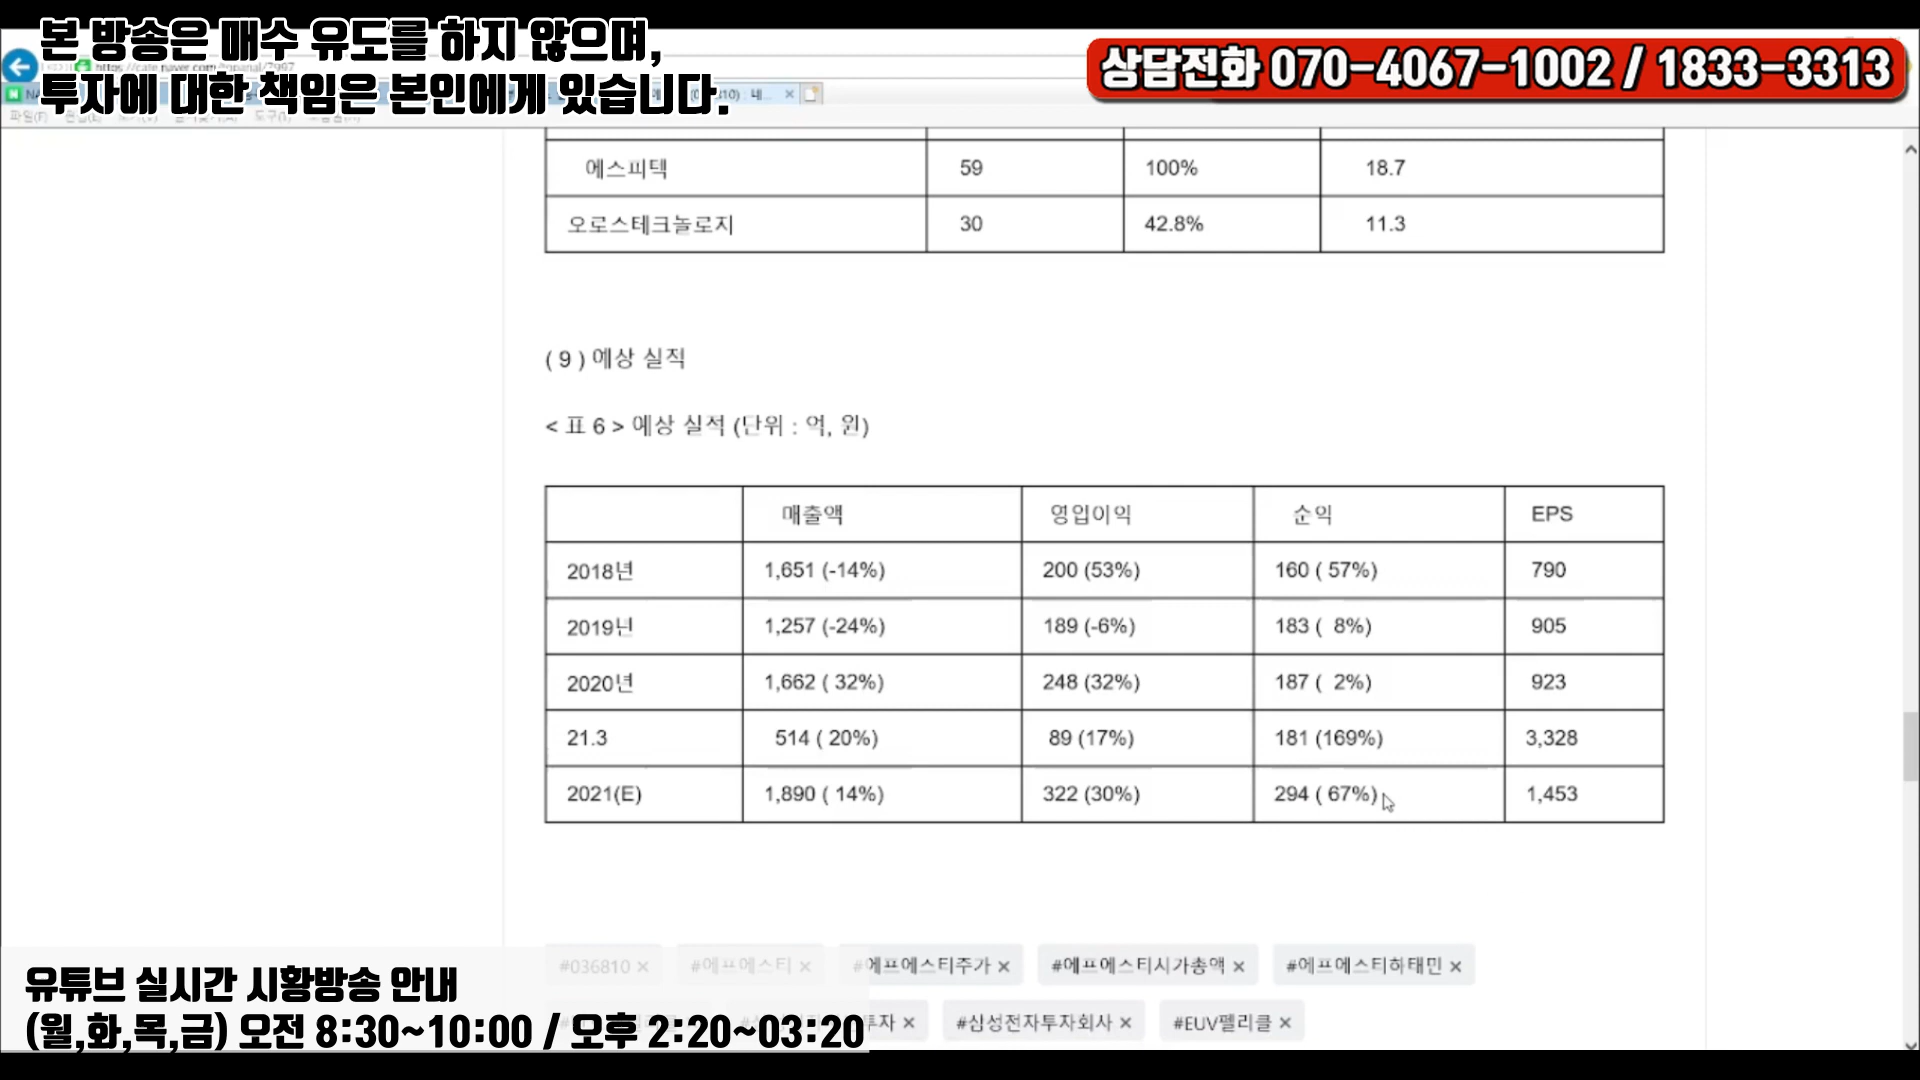 본 방송은 매수 유도를 하지 않으며,
투자에 대한 책임은 본인에게 있습니다.
상담전화 070-4067-1002 / 1833-3313
에스피텍 59 100% 18.7
오로스테크놀로지 30 42.8% 11.3
( 9 ) 예상 실직
< 표 6 > 예상 실적 (단위 : 억, 원)
매출액 영업이익 순익 EPS
2018년 1,651 (-14%) 200 (53%) 160 ( 57%) 790
2019년 1,257 (-24%) 189 (-6%) 183 ( 8%) 905
2020년 1,662 ( 32%) 248 (32%) 187 ( 2%) 923
21.3 514 ( 20%) 89 (17%) 181 (169%) 3,328
2021(E) 1,890 ( 14%) 322 (30%) 294 ( 67%) 1,453
#036810 × #에프에스티 × #에프에스티주가 × #에프에스티시가총액 × #에프에스티하태민 ×
투자 × #삼성전자투자회사 × #EUV펠리클 ×
유튜브 실시간 시황방송 안내
(월,화,목,금) 오전 8:30~10:00 / 오후 2:20~03:20